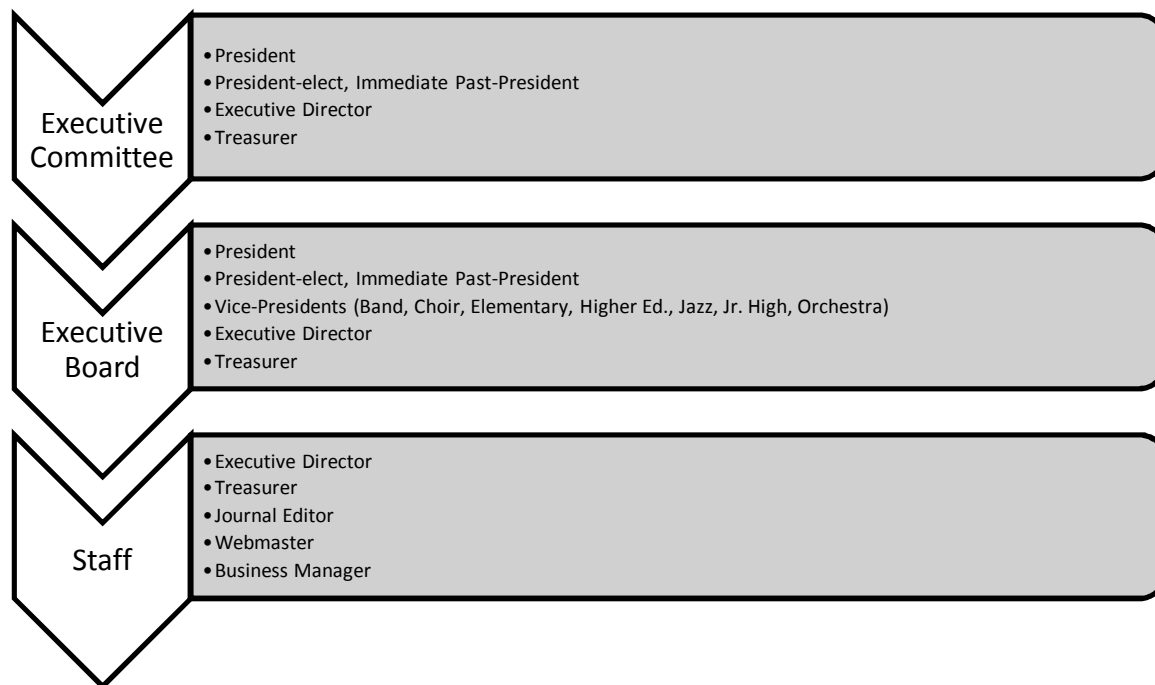 Executive
Committee
•President
•President-elect, Immediate Past-President
•Executive Director
•Treasurer
Executive
Board
•President
•President-elect, Immediate Past-President
•Vice-Presidents (Band, Choir, Elementary, Higher Ed., Jazz, Jr. High, Orchestra)
•Executive Director
•Treasurer
Staff
•Executive Director
•Treasurer
•Journal Editor
•Webmaster
•Business Manager